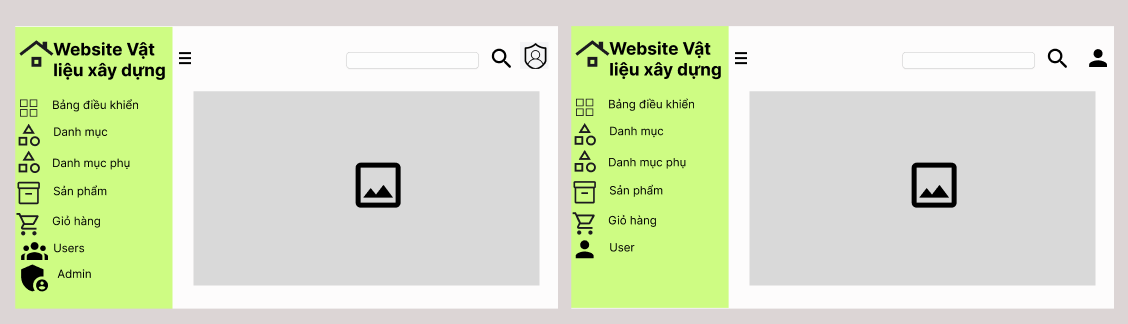 Website Vật
liệu xây dựng
Bảng điều khiển
Danh mục
Danh mục phụ
Sản phẩm
Giỏ hàng
Users
Admin
Website Vật
liệu xây dựng
Bảng điều khiển
Danh mục
Danh mục phụ
Sản phẩm
Giỏ hàng
User